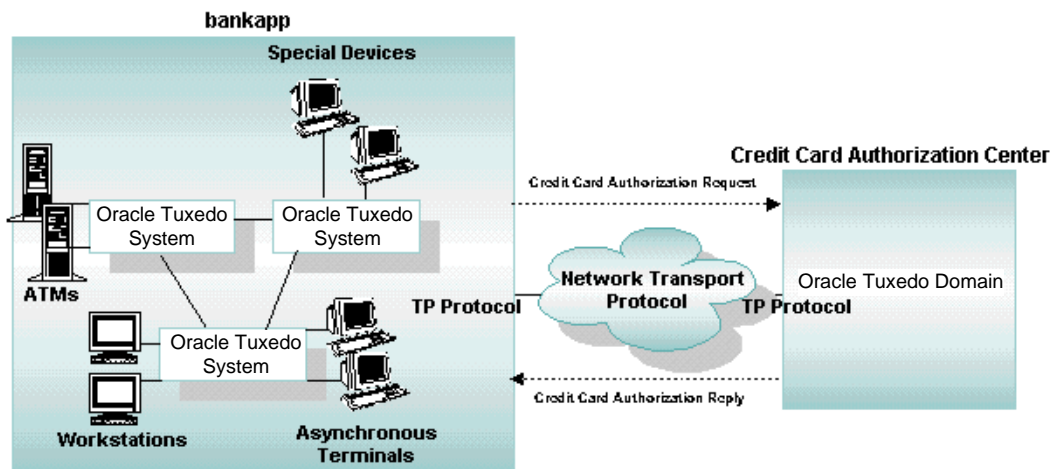 bankapp
Special Devices
Credit Card Authorization Center
Credit Card Authorization Request
Oracle Tuxedo
System
Oracle Tuxedo
System
ATMs
Network Transport
Protocol
Oracle Tuxedo Domain
TP Protocol
TP Protocol
Oracle Tuxedo
System
Credit Card Authorization Reply
Workstations
Asynchronous
Terminals